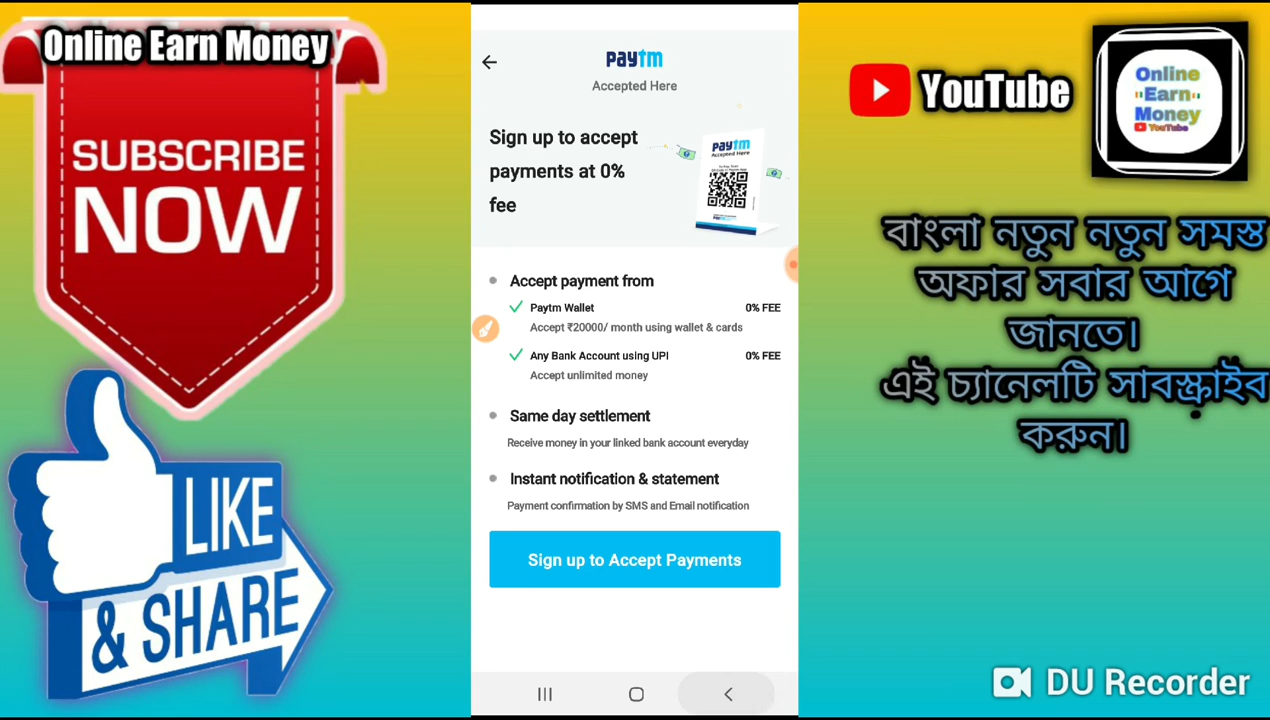 Online Earn Money
SUBSCRIBE
NOW
LIKE
& SHARE
paytm
Accepted Here
Sign up to accept
payments at 0%
fee
paytm
Accepted Here
Accept payment from
Paytm Wallet 0% FEE
Accept ₹20000/ month using wallet & cards
Any Bank Account using UPI 0% FEE
Accept unlimited money
Same day settlement
Receive money in your linked bank account everyday
Instant notification & statement
Payment confirmation by SMS and Email notification
Sign up to Accept Payments
YouTube
Online
Earn
Money
YouTube
বাংলা নতুন নতুন সমস্ত
অফার সবার আগে
জানতে।
এই চ্যানেলটি সাবস্ক্রাইব
করুন।
DU Recorder